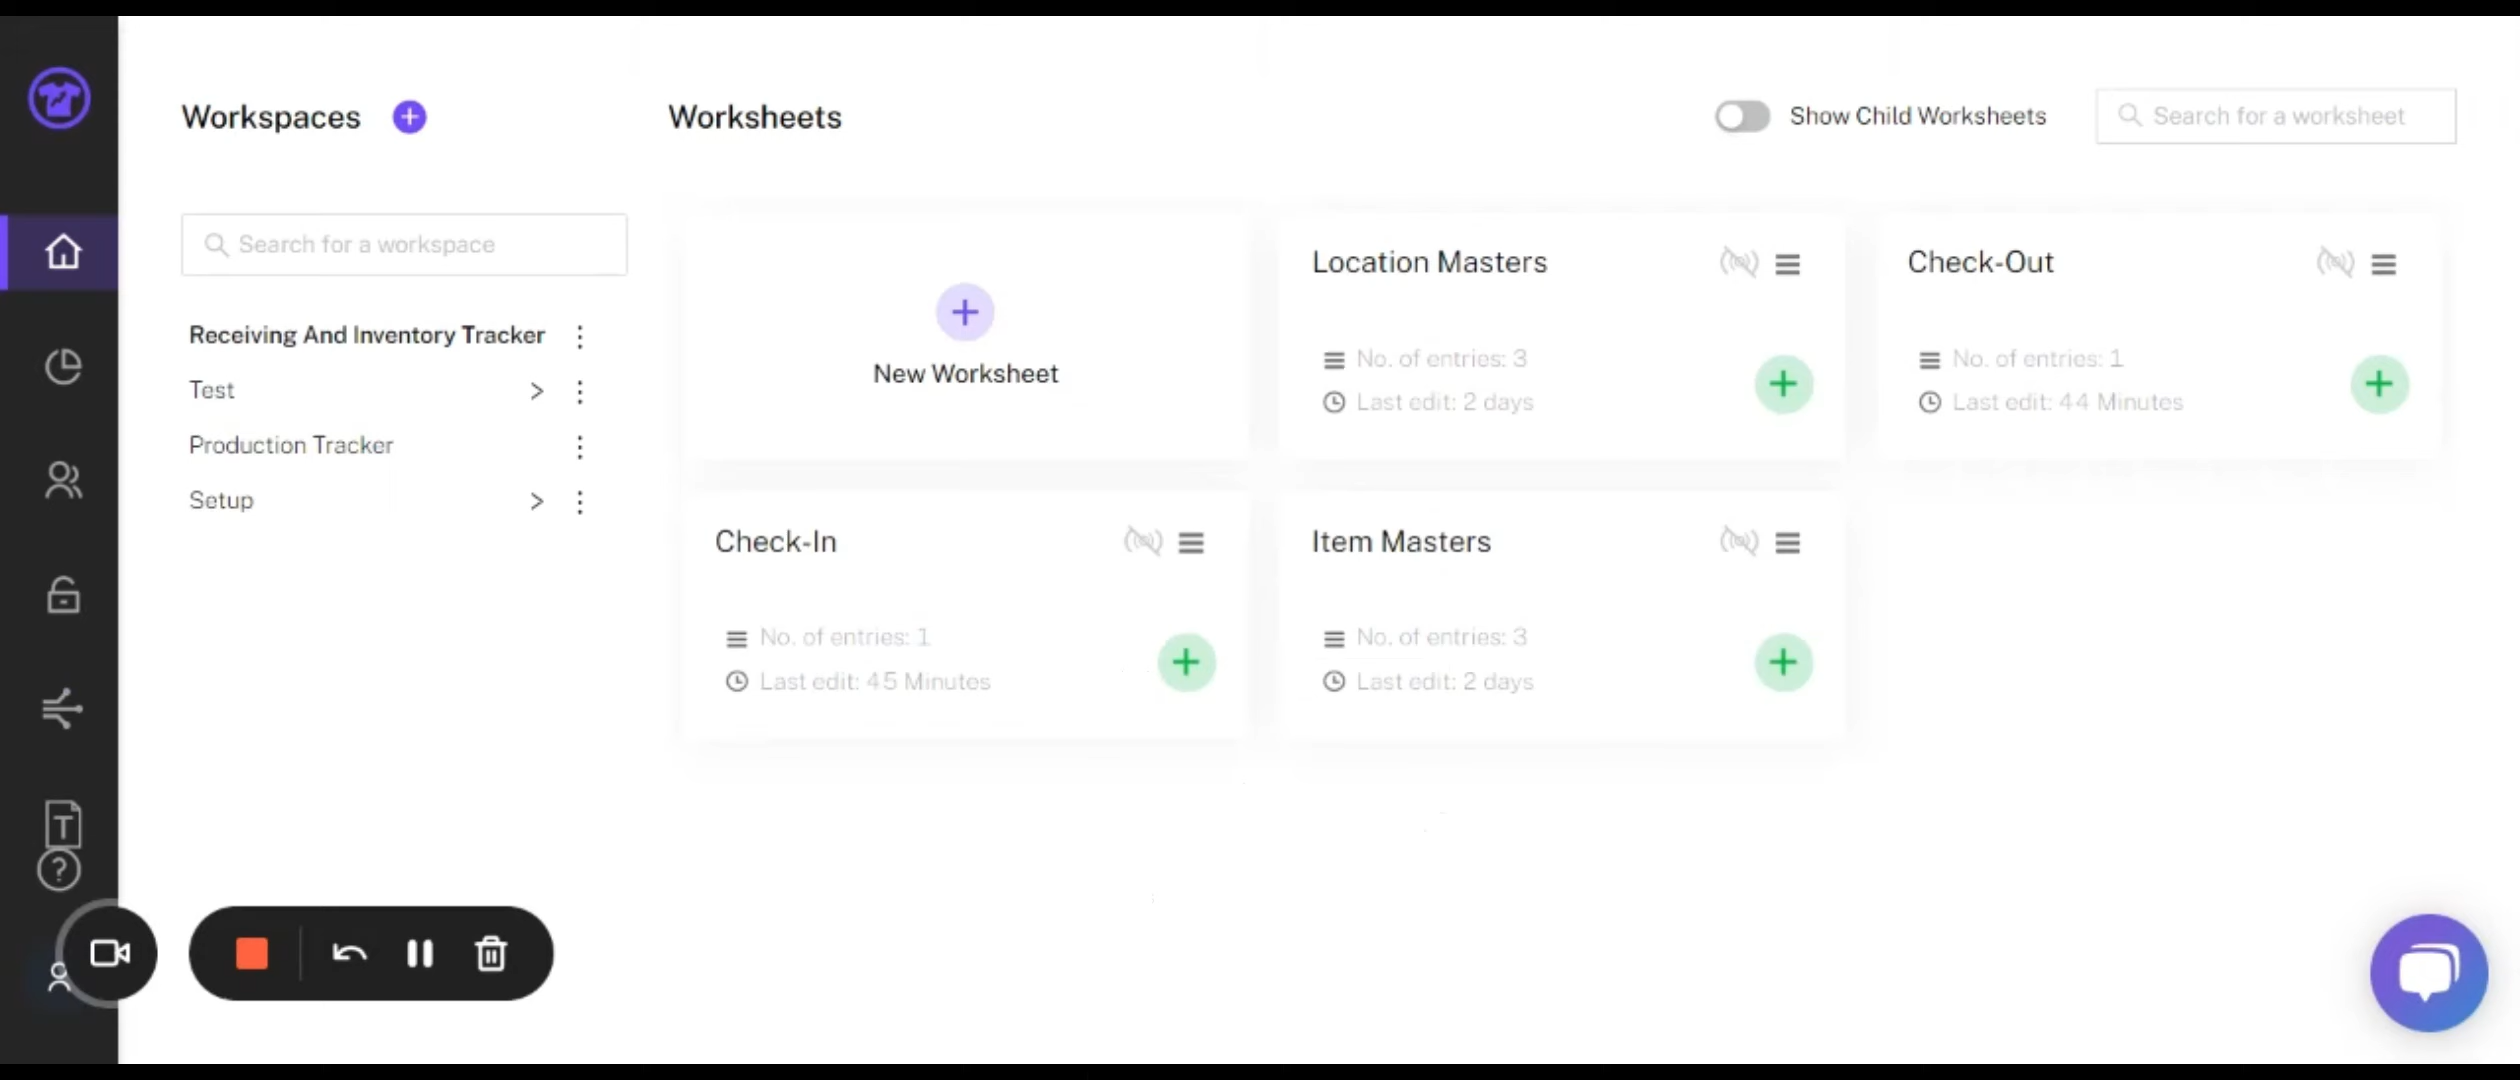 Workspaces
Worksheets
Show Child Worksheets
Search for a worksheet
Search for a workspace
Receiving And Inventory Tracker
Test
Production Tracker
Setup
New Worksheet
Location Masters
No. of entries: 3
Last edit: 2 days
Check-Out
No. of entries: 1
Last edit: 44 Minutes
Check-In
No. of entries: 1
Last edit: 45 Minutes
Item Masters
No. of entries: 3
Last edit: 2 days
T
?